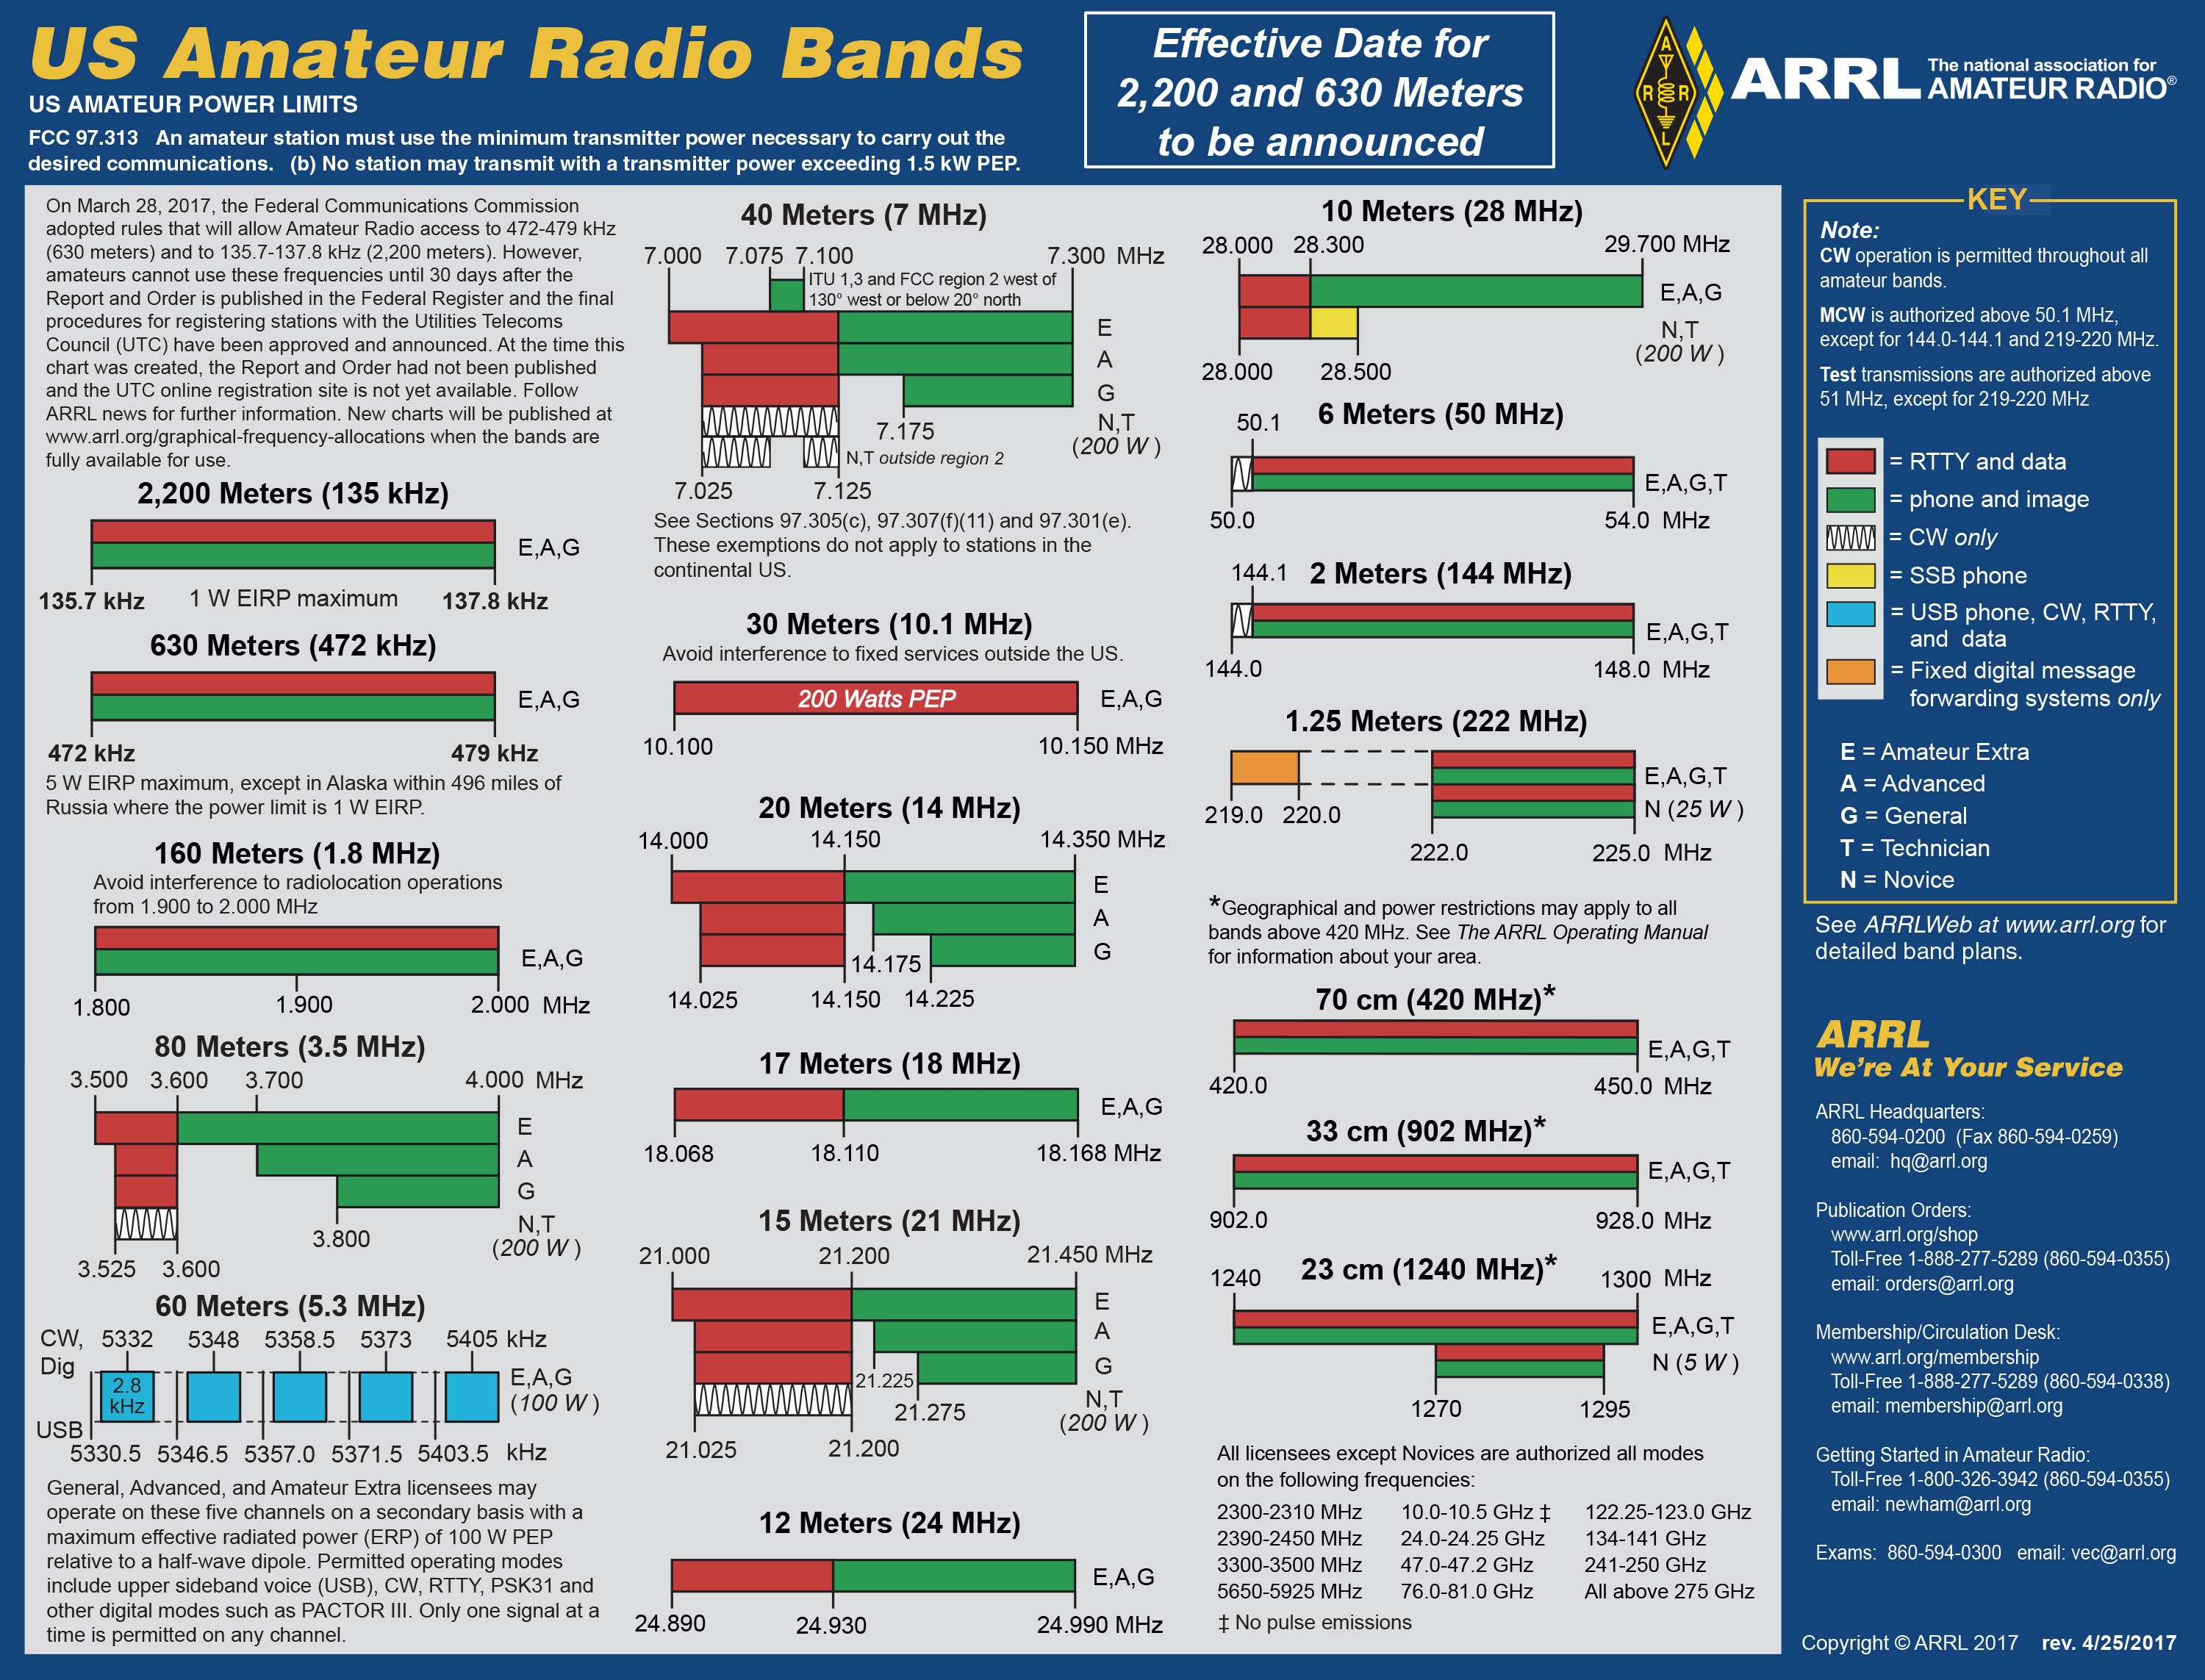 US Amateur Radio Bands
US AMATEUR POWER LIMITS
FCC 97.313 An amateur station must use the minimum transmitter power necessary to carry out the
desired communications. (b) No station may transmit with a transmitter power exceeding 1.5 kW PEP.
Effective Date for
2,200 and 630 Meters
to be announced
A
R R
L
ARRL The national association for
AMATEUR RADIO®
On March 28, 2017, the Federal Communications Commission
adopted rules that will allow Amateur Radio access to 472-479 kHz
(630 meters) and to 135.7-137.8 kHz (2,200 meters). However,
amateurs cannot use these frequencies until 30 days after the
Report and Order is published in the Federal Register and the final
procedures for registering stations with the Utilities Telecoms
Council (UTC) have been approved and announced. At the time this
chart was created, the Report and Order had not been published
and the UTC online registration site is not yet available. Follow
ARRL news for further information. New charts will be published at
www.arrl.org/graphical-frequency-allocations when the bands are
fully available for use.
2,200 Meters (135 kHz)
E,A,G
135.7 kHz 1 W EIRP maximum 137.8 kHz
630 Meters (472 kHz)
E,A,G
472 kHz 479 kHz
5 W EIRP maximum, except in Alaska within 496 miles of
Russia where the power limit is 1 W EIRP.
160 Meters (1.8 MHz)
Avoid interference to radiolocation operations
from 1.900 to 2.000 MHz
E,A,G
1.800 1.900 2.000 MHz
80 Meters (3.5 MHz)
3.500 3.600 3.700 4.000 MHz
E
A
G
N,T
(200 W)
3.800
3.525 3.600
60 Meters (5.3 MHz)
CW, 5332 5348 5358.5 5373 5405 kHz
Dig
2.8
kHz
E,A,G
(100 W)
USB
5330.5 5346.5 5357.0 5371.5 5403.5 kHz
General, Advanced, and Amateur Extra licensees may
operate on these five channels on a secondary basis with a
maximum effective radiated power (ERP) of 100 W PEP
relative to a half-wave dipole. Permitted operating modes
include upper sideband voice (USB), CW, RTTY, PSK31 and
other digital modes such as PACTOR III. Only one signal at a
time is permitted on any channel.
40 Meters (7 MHz)
7.000 7.075 7.100 7.300 MHz
ITU 1,3 and FCC region 2 west of
130° west or below 20° north
E
A
G
N,T
(200 W)
7.175
N,T outside region 2
7.025 7.125
See Sections 97.305(c), 97.307(f)(11) and 97.301(e).
These exemptions do not apply to stations in the
continental US.
30 Meters (10.1 MHz)
Avoid interference to fixed services outside the US.
200 Watts PEP E,A,G
10.100 10.150 MHz
20 Meters (14 MHz)
14.000 14.150 14.350 MHz
E
A
G
14.175
14.025 14.150 14.225
17 Meters (18 MHz)
E,A,G
18.068 18.110 18.168 MHz
15 Meters (21 MHz)
21.000 21.200 21.450 MHz
E
A
G
21.225
N,T
(200 W)
21.275
21.025 21.200
12 Meters (24 MHz)
E,A,G
24.890 24.930 24.990 MHz
10 Meters (28 MHz)
28.000 28.300 29.700 MHz
E,A,G
N,T
(200 W)
28.000 28.500
6 Meters (50 MHz)
50.1
E,A,G,T
50.0 54.0 MHz
2 Meters (144 MHz)
144.1
E,A,G,T
144.0 148.0 MHz
1.25 Meters (222 MHz)
E,A,G,T
N (25 W)
219.0 220.0
222.0 225.0 MHz
*Geographical and power restrictions may apply to all
bands above 420 MHz. See The ARRL Operating Manual
for information about your area.
70 cm (420 MHz)*
E,A,G,T
420.0 450.0 MHz
33 cm (902 MHz)*
E,A,G,T
902.0 928.0 MHz
23 cm (1240 MHz)*
1240 1300 MHz
E,A,G,T
N (5 W)
1270 1295
All licensees except Novices are authorized all modes
on the following frequencies:
2300-2310 MHz 10.0-10.5 GHz ‡ 122.25-123.0 GHz
2390-2450 MHz 24.0-24.25 GHz 134-141 GHz
3300-3500 MHz 47.0-47.2 GHz 241-250 GHz
5650-5925 MHz 76.0-81.0 GHz All above 275 GHz
‡ No pulse emissions
KEY
Note:
CW operation is permitted throughout all
amateur bands.
MCW is authorized above 50.1 MHz,
except for 144.0-144.1 and 219-220 MHz.
Test transmissions are authorized above
51 MHz, except for 219-220 MHz
= RTTY and data
= phone and image
= CW only
= SSB phone
= USB phone, CW, RTTY,
and data
= Fixed digital message
forwarding systems only
E = Amateur Extra
A = Advanced
G = General
T = Technician
N = Novice
See ARRLWeb at www.arrl.org for
detailed band plans.
ARRL
We're At Your Service
ARRL Headquarters:
860-594-0200 (Fax 860-594-0259)
email: hq@arrl.org
Publication Orders:
www.arrl.org/shop
Toll-Free 1-888-277-5289 (860-594-0355)
email: orders@arrl.org
Membership/Circulation Desk:
www.arrl.org/membership
Toll-Free 1-888-277-5289 (860-594-0338)
email: membership@arrl.org
Getting Started in Amateur Radio:
Toll-Free 1-800-326-3942 (860-594-0355)
email: newham@arrl.org
Exams: 860-594-0300 email: vec@arrl.org
Copyright © ARRL 2017 rev. 4/25/2017